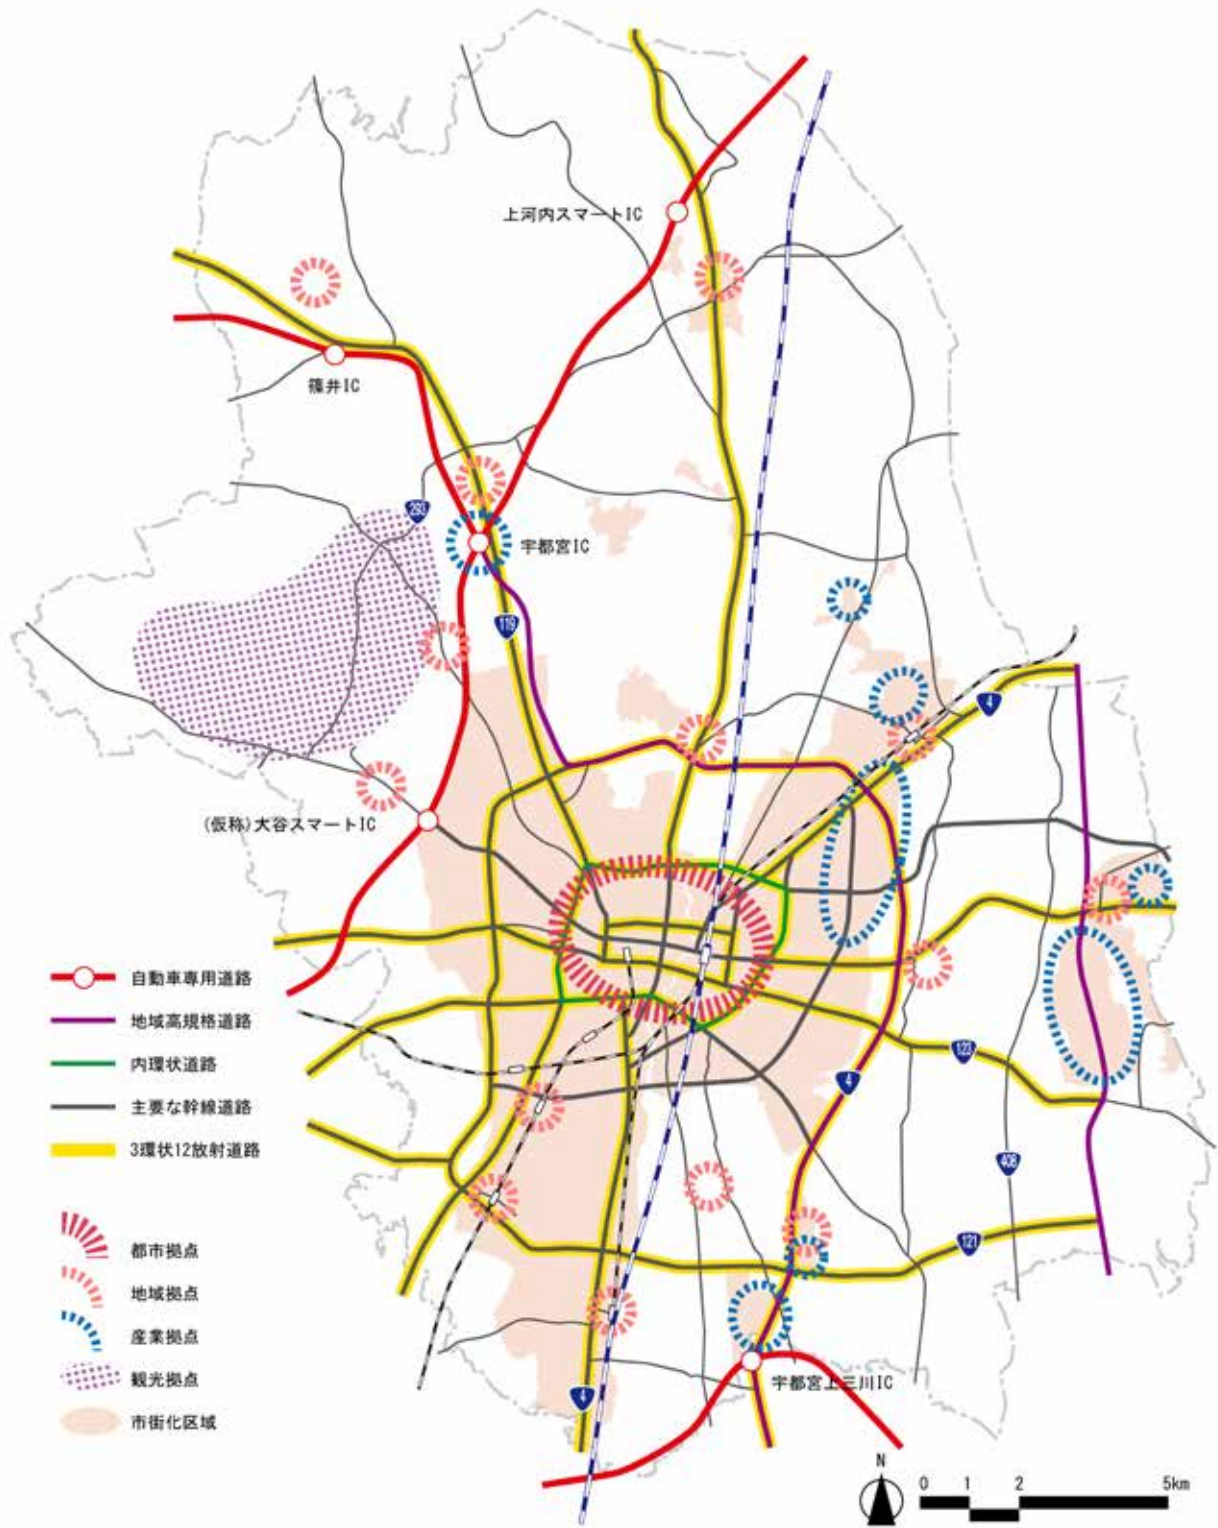 上河内スマートIC
篠井IC
293
宇都宮IC
119
4
(仮称)大谷スマートIC
自動車専用道路
地域高規格道路
内環状道路
主要な幹線道路
3環状12放射道路
123
4
408
121
都市拠点
地域拠点
産業拠点
観光拠点
市街化区域
宇都宮上三川IC
4
N
0 1 2 5km